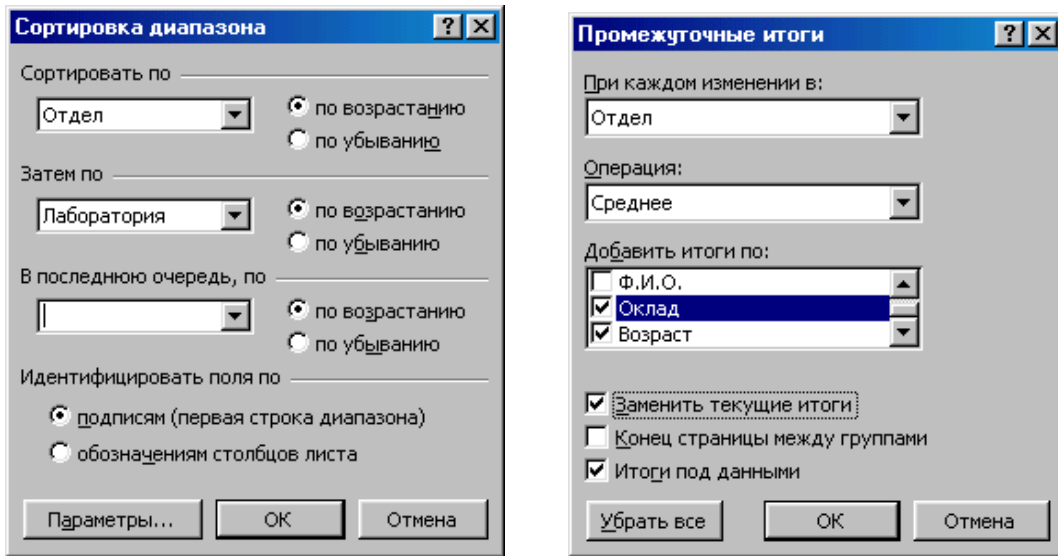 Сортировка диапазона
Сортировать по
Отдел
по возрастанию
по убыванию
Затем по
Лаборатория
по возрастанию
по убыванию
В последнюю очередь, по
по возрастанию
по убыванию
Идентифицировать поля по
подписям (первая строка диапазона)
обозначениям столбцов листа
Параметры...
ОК
Отмена
Промежуточные итоги
При каждом изменении в:
Отдел
Операция:
Среднее
Добавить итоги по:
Ф.И.О.
Оклад
Возраст
Заменить текущие итоги
Конец страницы между группами
Итоги под данными
Убрать все
ОК
Отмена